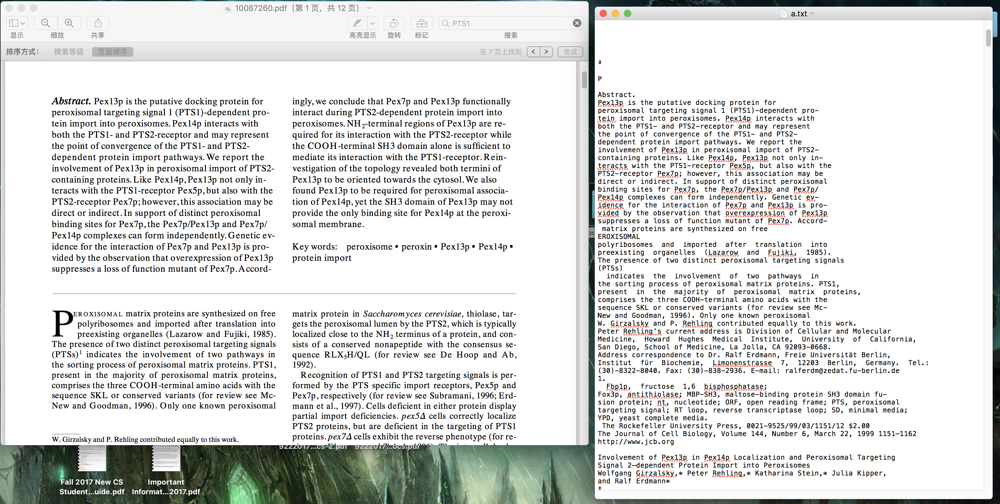 10087260.pdf（第 1 页，共 12 页）
显示
缩放
共享
高亮显示
旋转
标记
PTS1
搜索
排序方式：
搜索等级
页面顺序
在 7 页上找到
<
>
完成
Abstract. Pex13p is the putative docking protein for
peroxisomal targeting signal 1 (PTS1)-dependent pro-
tein import into peroxisomes. Pex14p interacts with
both the PTS1- and PTS2-receptor and may represent
the point of convergence of the PTS1- and PTS2-
dependent protein import pathways. We report the
involvement of Pex13p in peroxisomal import of PTS2-
containing proteins. Like Pex14p, Pex13p not only in-
teracts with the PTS1-receptor Pex5p, but also with the
PTS2-receptor Pex7p; however, this association may be
direct or indirect. In support of distinct peroxisomal
binding sites for Pex7p, the Pex7p/Pex13p and Pex7p/
Pex14p complexes can form independently. Genetic ev-
idence for the interaction of Pex7p and Pex13p is pro-
vided by the observation that overexpression of Pex13p
suppresses a loss of function mutant of Pex7p. Accord-
ingly, we conclude that Pex7p and Pex13p functionally
interact during PTS2-dependent protein import into
peroxisomes. NH2-terminal regions of Pex13p are re-
quired for its interaction with the PTS2-receptor while
the COOH-terminal SH3 domain alone is sufficient to
mediate its interaction with the PTS1-receptor. Rein-
vestigation of the topology revealed both termini of
Pex13p to be oriented towards the cytosol. We also
found Pex13p to be required for peroxisomal associa-
tion of Pex14p, yet the SH3 domain of Pex13p may not
provide the only binding site for Pex14p at the peroxi-
somal membrane.
Key words: peroxisome • peroxin • Pex13p • Pex14p •
protein import
PEROXISOMAL matrix proteins are synthesized on free
polyribosomes and imported after translation into
preexisting organelles (Lazarow and Fujiki, 1985).
The presence of two distinct peroxisomal targeting signals
(PTSs)1 indicates the involvement of two pathways in
the sorting process of peroxisomal matrix proteins. PTS1,
present in the majority of peroxisomal matrix proteins,
comprises the three COOH-terminal amino acids with the
sequence SKL or conserved variants (for review see Mc-
New and Goodman, 1996). Only one known peroxisomal
W. Girzalsky and P. Rehling contributed equally to this work.
matrix protein in Saccharomyces cerevisiae, thiolase, tar-
gets the peroxisomal lumen by the PTS2, which is typically
localized close to the NH2 terminus of a protein, and con-
sists of a conserved nonapeptide with the consensus se-
quence RLX5H/QL (for review see De Hoop and Ab,
1992).
Recognition of PTS1 and PTS2 targeting signals is per-
formed by the PTS specific import receptors, Pex5p and
Pex7p, respectively (for review see Subramani, 1996; Erd-
mann et al., 1997). Cells deficient in either protein display
partial import deficiencies. pex5Δ cells correctly localize
PTS2 proteins, but are deficient in the targeting of PTS1
proteins. pex7Δ cells exhibit the reverse phenotype (for re-
9222017...cs-2.pdf
9222017...ocs.pdf
Fall 2017 New CS
Student...uide.pdf
Important
Informat...2017.pdf
a.txt
a
P
Abstract.
Pex13p is the putative docking protein for
peroxisomal targeting signal 1 (PTS1)-dependent pro-
tein import into peroxisomes. Pex14p interacts with
both the PTS1- and PTS2-receptor and may represent
the point of convergence of the PTS1- and PTS2-
dependent protein import pathways. We report the
involvement of Pex13p in peroxisomal import of PTS2-
containing proteins. Like Pex14p, Pex13p not only in-
teracts with the PTS1-receptor Pex5p, but also with the
PTS2-receptor Pex7p; however, this association may be
direct or indirect. In support of distinct peroxisomal
binding sites for Pex7p, the Pex7p/Pex13p and Pex7p/
Pex14p complexes can form independently. Genetic ev-
idence for the interaction of Pex7p and Pex13p is pro-
vided by the observation that overexpression of Pex13p
suppresses a loss of function mutant of Pex7p. Accord-
matrix proteins are synthesized on free
EROXISOMAL
polyribosomes and imported after translation into
preexisting organelles (Lazarow and Fujiki, 1985).
The presence of two distinct peroxisomal targeting signals
(PTSs)
indicates the involvement of two pathways in
the sorting process of peroxisomal matrix proteins. PTS1,
present in the majority of peroxisomal matrix proteins,
comprises the three COOH-terminal amino acids with the
sequence SKL or conserved variants (for review see Mc-
New and Goodman, 1996). Only one known peroxisomal
W. Girzalsky and P. Rehling contributed equally to this work.
Peter Rehling's current address is Division of Cellular and Molecular
Medicine, Howard Hughes Medical Institute, University of California,
San Diego, School of Medicine, La Jolla, CA 92093-0668.
Address correspondence to Dr. Ralf Erdmann, Freie Universität Berlin,
Institut für Biochemie, Limonenstrasse 7, 12203 Berlin, Germany. Tel.:
(30)-8322-8040. Fax: (30)-838-2936. E-mail: ralferdm@zedat.fu-berlin.de
1.
Fbp1p, fructose 1,6 bisphosphatase;
Fox3p, antithiolase; MBP-SH3, maltose-binding protein SH3 domain fu-
sion protein; nt, nucleotide; ORF, open reading frame; PTS, peroxisomal
targeting signal; RT loop, reverse transcriptase loop; SD, minimal media;
YPD, yeast complete media.
The Rockefeller University Press, 0021-9525/99/03/1151/12 $2.00
The Journal of Cell Biology, Volume 144, Number 6, March 22, 1999 1151–1162
http://www.jcb.org
Involvement of Pex13p in Pex14p Localization and Peroxisomal Targeting
Signal 2–dependent Protein Import into Peroxisomes
Wolfgang Girzalsky,* Peter Rehling,* Katharina Stein,* Julia Kipper,
and Ralf Erdmann*
‡